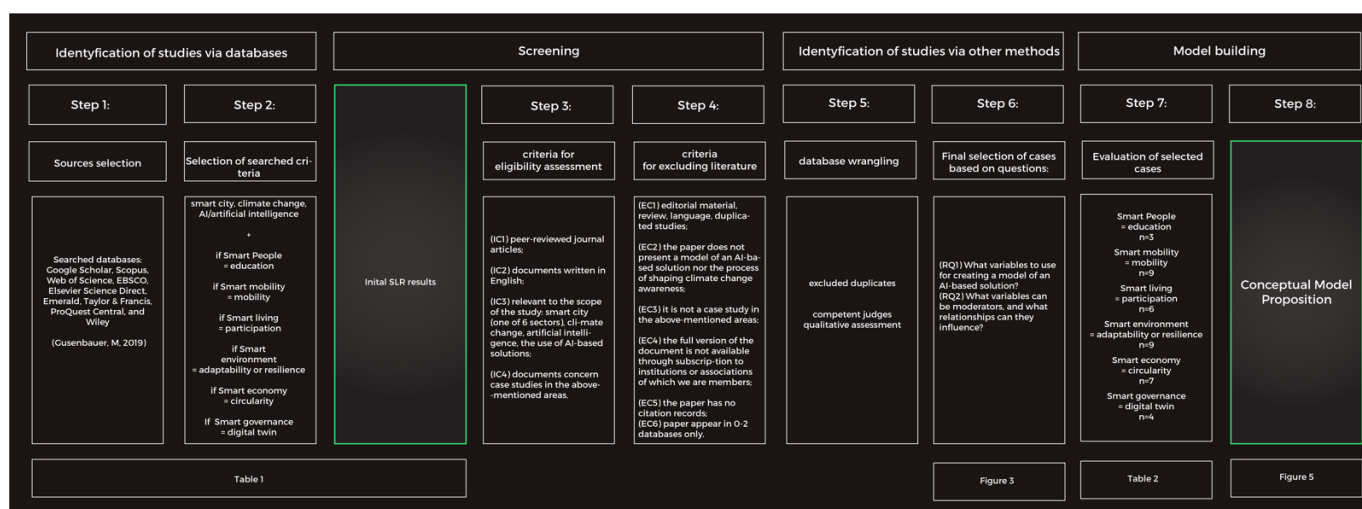 Identyfication of studies via databases
Screening
Identyfication of studies via other methods
Model building
Step 1:
Step 2:
Step 3:
Step 4:
Step 5:
Step 6:
Step 7:
Step 8:
Sources selection
Selection of searched cri-
teria
criteria for
eligibility assessment
criteria
for excluding literature
database wrangling
Final selection of cases
based on questions:
Evaluation of selected
cases
Searched databases:
Google Scholar, Scopus,
Web of Science, EBSCO,
Elsevier Science Direct,
Emerald, Taylor & Francis,
ProQuest Central, and
Wiley
(Gusenbauer, M, 2019)
smart city, climate change,
AI/artificial intelligence
+
if Smart People
= education
if Smart mobility
= mobility
if Smart living
= participation
if Smart
environment
= adaptability or resilience
if Smart economy
= circularity
If Smart governance
= digital twin
Inital SLR results
(IC1) peer-reviewed journal
articles;
(IC2) documents written in
English;
(IC3) relevant to the scope
of the study: smart city
(one of 6 sectors), cli-mate
change, artificial intelli-
gence, the use of AI-based
solutions;
(IC4) documents concern
case studies in the above-
-mentioned areas.
(EC1) editorial material,
review, language, duplica-
ted studies;
(EC2) the paper does not
present a model of an AI-ba-
sed solution nor the process
of shaping climate change
awareness;
(EC3) it is not a case study in
the above-mentioned areas;
(EC4) the full version of the
document is not available
through subscrip-tion to
institutions or associations
of which we are members;
(EC5) the paper has no
citation records;
(EC6) paper appear in 0-2
databases only.
excluded duplicates
competent judges
qualitative assessment
(RQ1) What variables to use
for creating a model of an
AI-based solution?
(RQ2) What variables can
be moderators, and what
relationships can they
influence?
Smart People
= education
n=3
Smart mobility
= mobility
n=9
Smart living
= participation
n=6
Smart environment
= adaptability or resilience
n=9
Smart economy
= circularity
n=7
Smart governance
= digital twin
n=4
Conceptual Model
Proposition
Table 1
Figure 3
Table 2
Figure 5